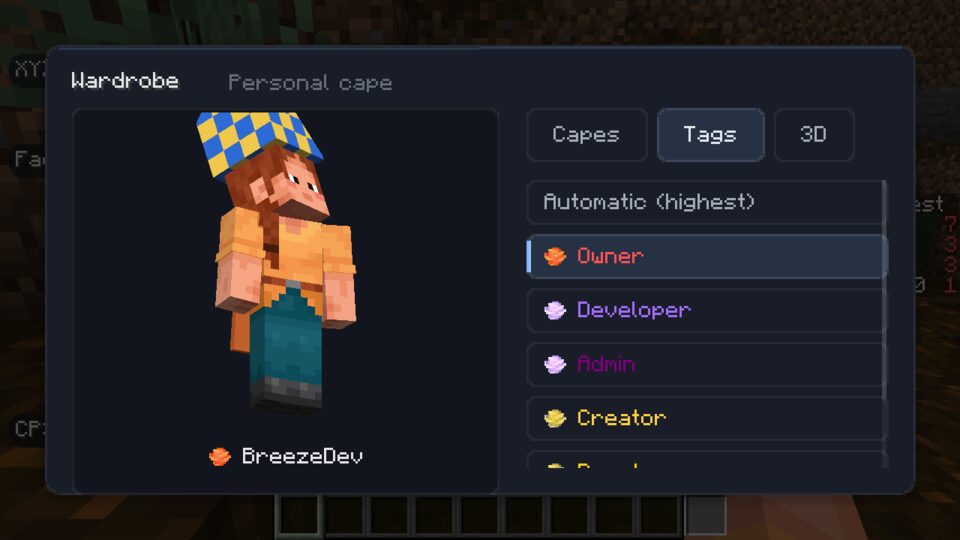 Wardrobe
Personal cape
Capes
Tags
3D
Automatic (highest)
Owner
Developer
Admin
Creator
BreezeDev